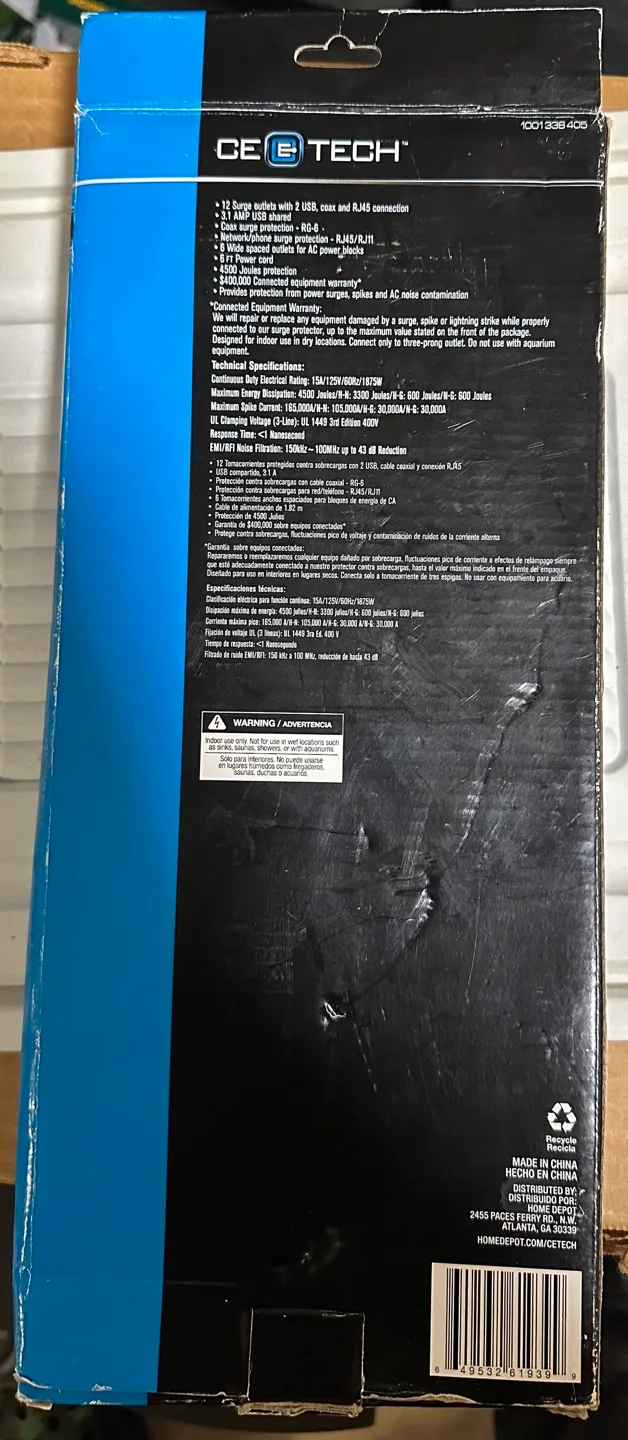 1001 338 405
CE TECH™
• 12 Surge outlets with 2 USB, coax and RJ45 connection
• 3.1 AMP USB shared
• Coax surge protection - RG-6
• Network/phone surge protection - RJ45/RJ11
• 6 Wide spaced outlets for AC power blocks
• 6 FT Power cord
• 4500 Joules protection
• $400,000 Connected equipment warranty*
• Provides protection from power surges, spikes and AC noise contamination
*Connected Equipment Warranty:
We will repair or replace any equipment damaged by a surge, spike or lightning strike while properly
connected to our surge protector, up to the maximum value stated on the front of the package.
Designed for indoor use in dry locations. Connect only to three-prong outlet. Do not use with aquarium
equipment.
Technical Specifications:
Continuous Duty Electrical Rating: 15A/125V/60Hz/1875W
Maximum Energy Dissipation: 4500 Joules/H-N: 3300 Joules/H-G: 600 Joules/N-G: 600 Joules
Maximum Spike Current: 165,000A/H-N: 105,000A/H-G: 30,000A/N-G: 30,000A
UL Clamping Voltage (3-Line): UL 1449 3rd Edition 400V
Response Time: <1 Nanosecond
EMI/RFI Noise Filtration: 150kHz~100MHz up to 43 dB Reduction
• 12 Tomacorrientes protegidos contra sobrecargas con 2 USB, cable coaxial y conexión RJ45
• USB compartido, 3.1 A
• Protección contra sobrecargas con cable coaxial - RG-6
• Protección contra sobrecargas para red/teléfono - RJ45/RJ11
• 6 Tomacorrientes anchos espaciados para bloques de energía de CA
• Cable de alimentación de 1.82 m
• Protección de 4500 Julies
• Garantía de $400,000 sobre equipos conectados*
• Protege contra sobrecargas, fluctuaciones pico de voltaje y contaminación de ruidos de la corriente alterna
*Garantía sobre equipos conectados:
Repararemos o reemplazaremos cualquier equipo dañado por sobrecarga, fluctuaciones pico de corriente o efectos de relámpago siempre
que esté adecuadamente conectado a nuestro protector contra sobrecargas, hasta el valor máximo indicado en el frente del empaque.
Diseñado para uso en interiores en lugares secos. Conecta solo a tomacorriente de tres espigas. No usar con equipamiento para acuario.
Especificaciones técnicas:
Clasificación eléctrica para función continua: 15A/125V/60Hz/1875W
Disipación máxima de energía: 4500 julios/H-N: 3300 julios/H-G: 600 julios/N-G: 600 julios
Corriente máxima pico: 165,000 A/H-N: 105,000 A/H-G: 30,000 A/N-G: 30,000 A
Fijación de voltaje UL (3 líneas): UL 1449 3ra Ed. 400 V
Tiempo de respuesta: <1 Nanosegundo
Filtrado de ruido EMI/RFI: 150 kHz a 100 MHz, reducción de hasta 43 dB
WARNING / ADVERTENCIA
Indoor use only. Not for use in wet locations such
as sinks, saunas, showers, or with aquariums.
Sólo para interiores. No puede usarse
en lugares húmedos como fregaderos,
saunas, duchas o acuarios.
Recycle
Recicla
MADE IN CHINA
HECHO EN CHINA
DISTRIBUTED BY:
DISTRIBUIDO POR:
HOME DEPOT
2455 PACES FERRY RD., N.W.
ATLANTA, GA 30339
HOMEDEPOT.COM/CETECH
6 49532 61939 9